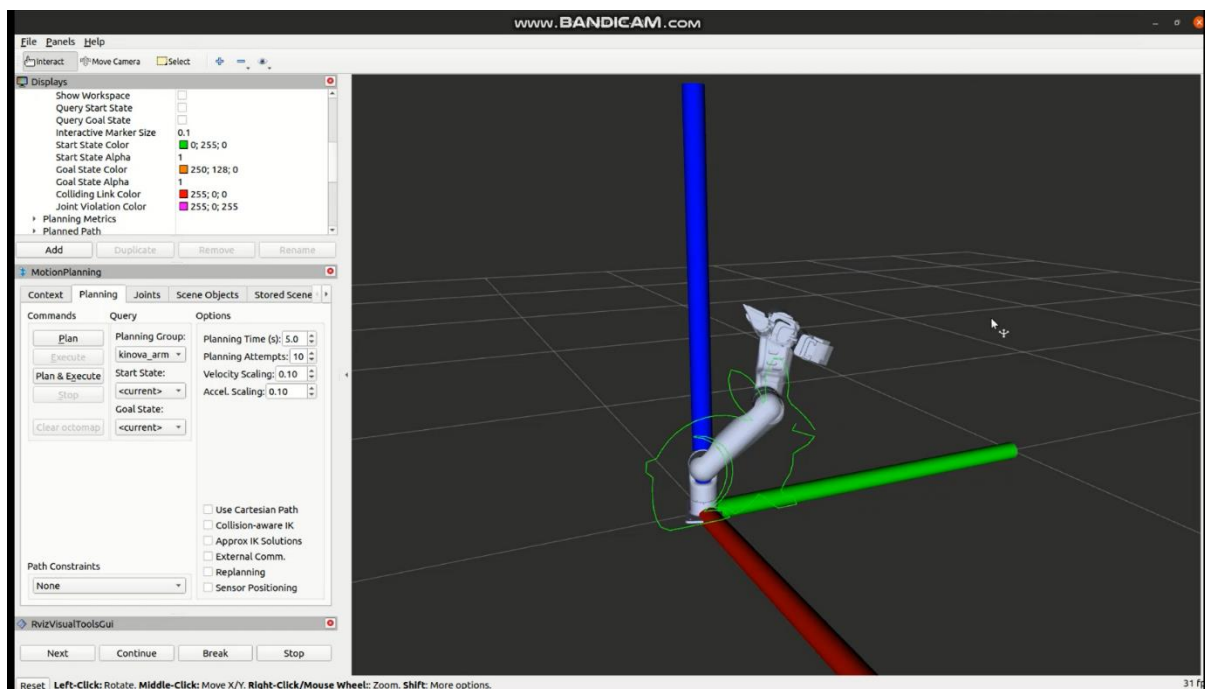 www.BANDICAM.com
File Panels Help
Interact Move Camera Select
Displays
Show Workspace
Query Start State
Query Goal State
Interactive Marker Size 0.1
Start State Color 0; 255; 0
Start State Alpha 1
Goal State Color 250; 128; 0
Goal State Alpha 1
Colliding Link Color 255; 0; 0
Joint Violation Color 255; 0; 255
Planning Metrics
Planned Path
Add Duplicate Remove Rename
MotionPlanning
Context Planning Joints Scene Objects Stored Scene
Commands Query Options
Plan Planning Group: Planning Time (s): 5.0
Execute kinova_arm Planning Attempts: 10
Plan & Execute Start State: Velocity Scaling: 0.10
Stop <current> Accel. Scaling: 0.10
Goal State:
Clear octomap <current>
Use Cartesian Path
Collision-aware IK
Approx IK Solutions
External Comm.
Path Constraints Replanning
None Sensor Positioning
RvizVisualToolsGui
Next Continue Break Stop
Reset Left-Click: Rotate. Middle-Click: Move X/Y. Right-Click/Mouse Wheel:: Zoom. Shift: More options. 31 fp